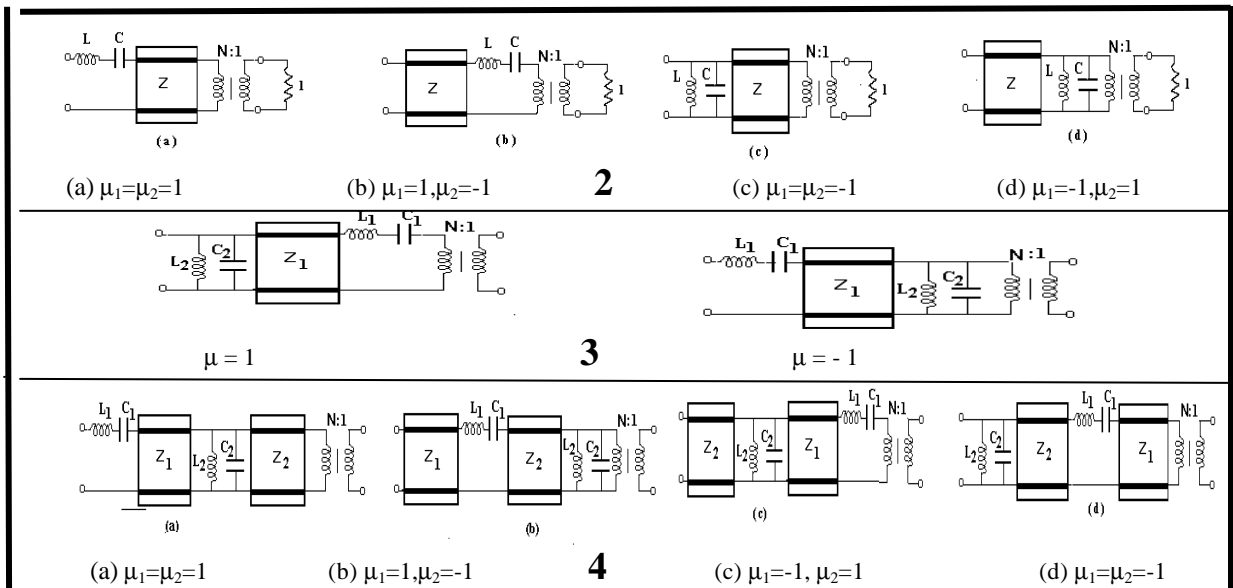 L C N:1 Z 1
L C N:1 Z 1
L C N:1 Z 1
L C N:1 Z 1
(a) (b) (c) (d)
(a) μ₁=μ₂=1 (b) μ₁=1,μ₂=-1 2 (c) μ₁=μ₂=-1 (d) μ₁=-1,μ₂=1
L₂ C₂ Z₁ L₁ C₁ N:1
L₁ C₁ Z₁ L₂ C₂ N:1
μ = 1 3 μ = - 1
L₁ C₁ Z₁ L₂ C₂ Z₂ N:1
Z₁ L₁ C₁ Z₂ L₂ C₂ N:1
Z₂ L₂ C₂ Z₁ L₁ C₁ N:1
L₂ C₂ Z₂ L₁ C₁ Z₁ N:1
(a) (b) (c) (d)
(a) μ₁=μ₂=1 (b) μ₁=1,μ₂=-1 4 (c) μ₁=-1, μ₂=1 (d) μ₁=μ₂=-1